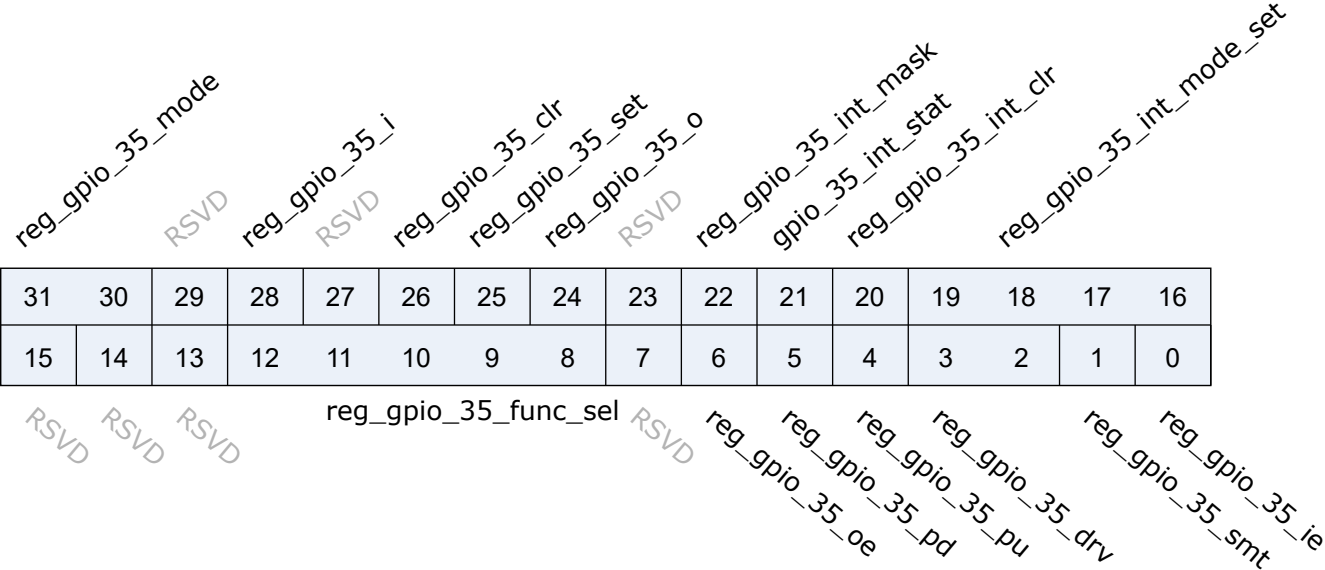 reg_gpio_35_mode
RSVD
reg_gpio_35_i
RSVD
reg_gpio_35_clr
reg_gpio_35_set
reg_gpio_35_o
RSVD
reg_gpio_35_int_mask
gpio_35_int_stat
reg_gpio_35_int_clr
reg_gpio_35_int_mode_set
31 30 29 28 27 26 25 24 23 22 21 20 19 18 17 16
15 14 13 12 11 10 9 8 7 6 5 4 3 2 1 0
RSVD
RSVD
RSVD
reg_gpio_35_func_sel
RSVD
reg_gpio_35_oe
reg_gpio_35_pd
reg_gpio_35_pu
reg_gpio_35_drv
reg_gpio_35_smt
reg_gpio_35_ie